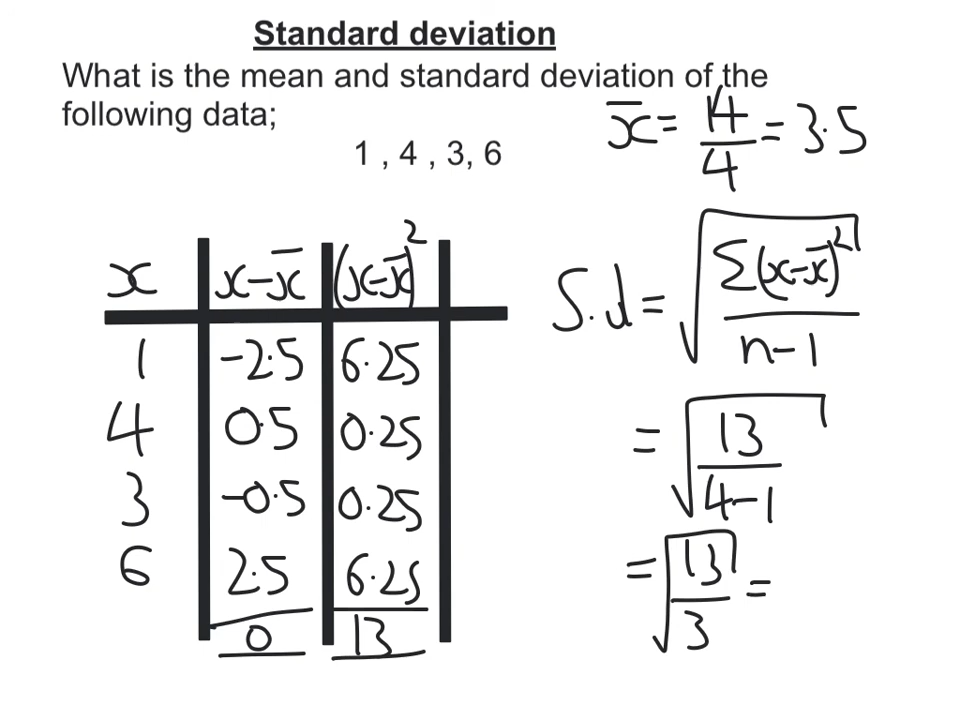 Standard deviation
What is the mean and standard deviation of the
following data;
1 , 4 , 3, 6
x̄ = 14/4 = 3.5
x | x-x̄ | (x-x̄)²
1 | -2.5 | 6.25
4 | 0.5 | 0.25
3 | -0.5 | 0.25
6 | 2.5 | 6.25
0 | 13
S.d = √(Σ(x-x̄)²/(n-1))
= √(13/(4-1))
= √(13/3) =